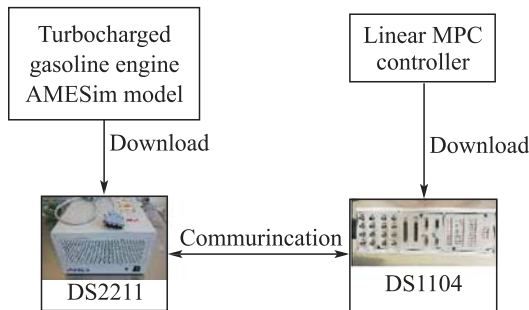 Turbocharged
gasoline engine
AMESim model
Linear MPC
controller
Download
Download
Commurincation
DS2211
DS1104